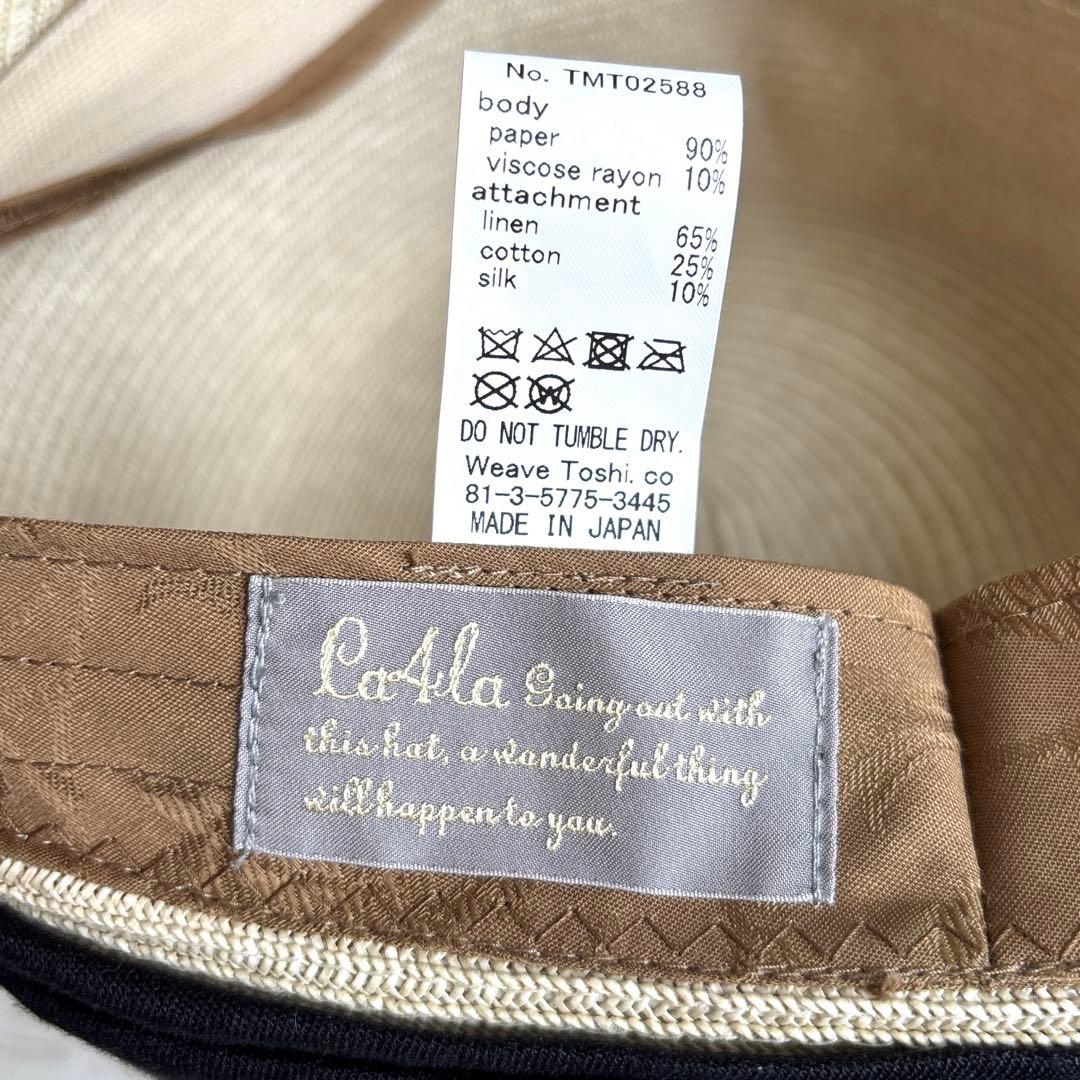 No. TMT02588
body
paper 90%
viscose rayon 10%
attachment
linen 65%
cotton 25%
silk 10%
W
DO NOT TUMBLE DRY.
Weave Toshi. co
81-3-5775-3445
MADE IN JAPAN
Ca4la Going out with
this hat, a wonderful thing
will happen to you.